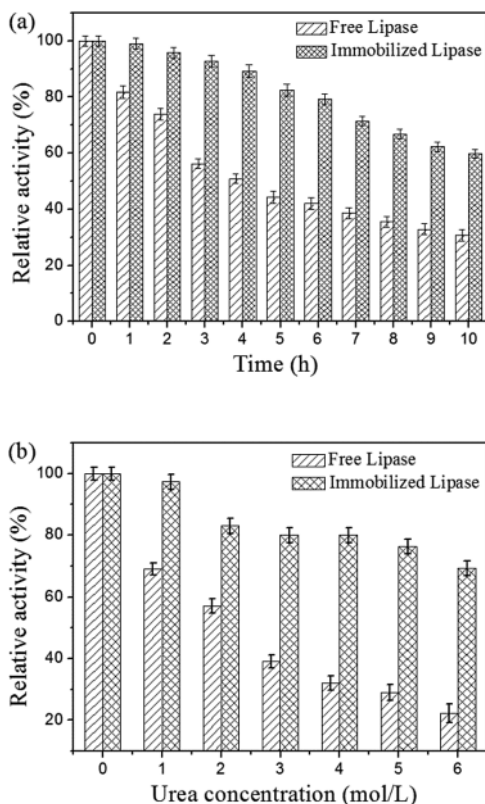 (a)
Free Lipase
Immobilized Lipase
Relative activity (%)
100
80
60
40
20
0
0 1 2 3 4 5 6 7 8 9 10
Time (h)
(b)
Free Lipase
Immobilized Lipase
Relative activity (%)
100
80
60
40
20
0 1 2 3 4 5 6
Urea concentration (mol/L)